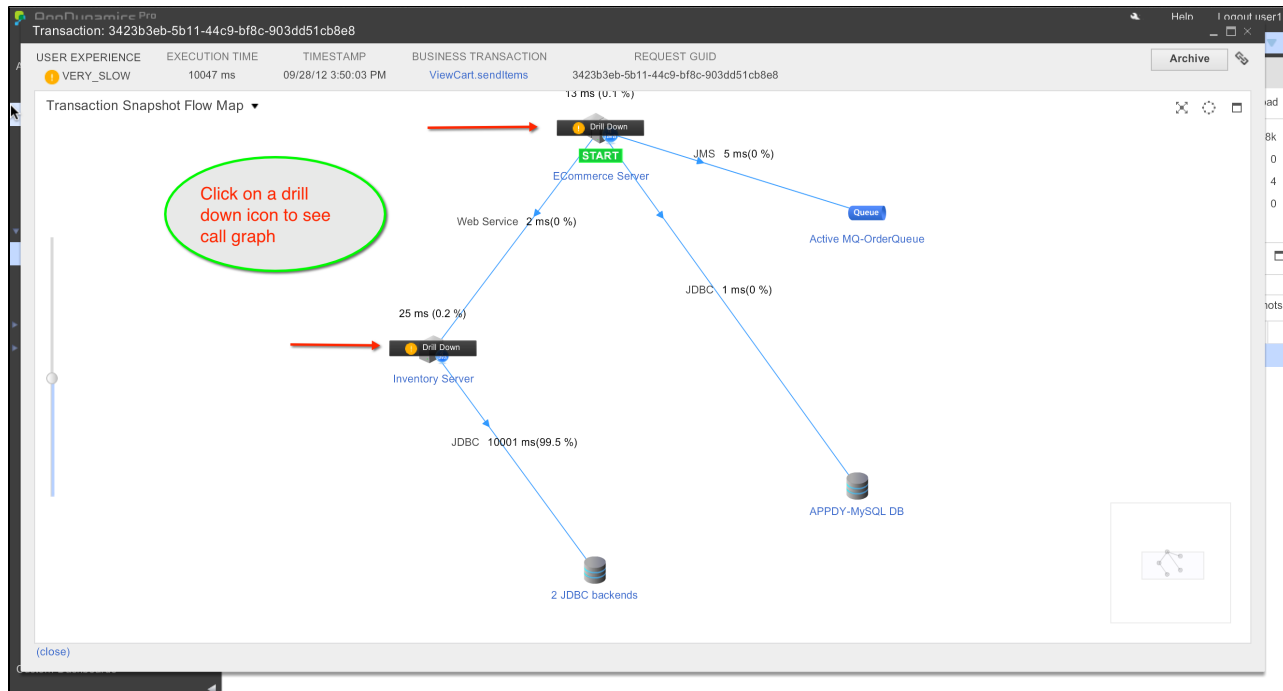 AppDynamics Pro
Help
Logout user1
Transaction: 3423b3eb-5b11-44c9-bf8c-903dd51cb8e8
USER EXPERIENCE
VERY_SLOW
EXECUTION TIME
10047 ms
TIMESTAMP
09/28/12 3:50:03 PM
BUSINESS TRANSACTION
ViewCart.sendItems
REQUEST GUID
3423b3eb-5b11-44c9-bf8c-903dd51cb8e8
Archive
Transaction Snapshot Flow Map
13 ms (0.1 %)
Drill Down
START
ECommerce Server
JMS 5 ms(0 %)
Queue
Active MQ-OrderQueue
Click on a drill
down icon to see
call graph
Web Service 2 ms(0 %)
JDBC 1 ms(0 %)
25 ms (0.2 %)
Drill Down
Inventory Server
JDBC 10001 ms(99.5 %)
APPDY-MySQL DB
2 JDBC backends
(close)
8k
0
4
0